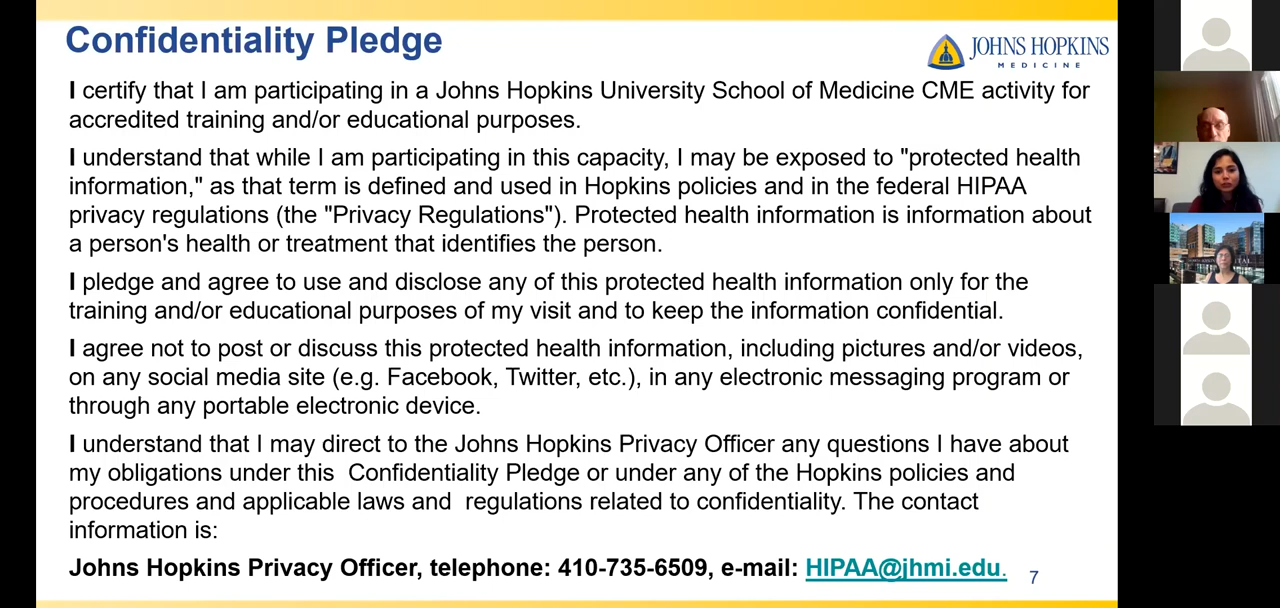 Confidentiality Pledge
JOHNS HOPKINS
MEDICINE
I certify that I am participating in a Johns Hopkins University School of Medicine CME activity for
accredited training and/or educational purposes.
I understand that while I am participating in this capacity, I may be exposed to "protected health
information," as that term is defined and used in Hopkins policies and in the federal HIPAA
privacy regulations (the "Privacy Regulations"). Protected health information is information about
a person's health or treatment that identifies the person.
I pledge and agree to use and disclose any of this protected health information only for the
training and/or educational purposes of my visit and to keep the information confidential.
I agree not to post or discuss this protected health information, including pictures and/or videos,
on any social media site (e.g. Facebook, Twitter, etc.), in any electronic messaging program or
through any portable electronic device.
I understand that I may direct to the Johns Hopkins Privacy Officer any questions I have about
my obligations under this  Confidentiality Pledge or under any of the Hopkins policies and
procedures and applicable laws and  regulations related to confidentiality. The contact
information is:
Johns Hopkins Privacy Officer, telephone: 410-735-6509, e-mail: HIPAA@jhmi.edu.
7